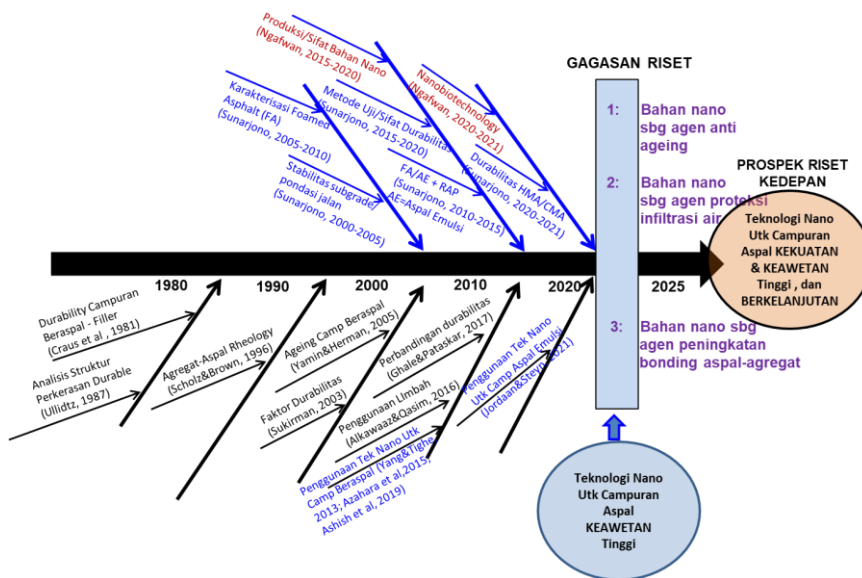 Produksi/Sifat Bahan Nano
(Ngafwan, 2015-2020)
Karakterisasi Foamed
Asphalt (FA)
(Sunarjono, 2005-2010)
Metode Uji/Sifat Durabilitas
(Sunarjono, 2015-2020)
Nanobiotechnology
(Ngafwan, 2020-2021)
Stabilitas subgrade/
pondasi jalan
(Sunarjono, 2000-2005)
FA/AE + RAP
(Sunarjono, 2010-2015)
AE=Aspal Emulsi
Durabilitas HMA/CMA
(Sunarjono, 2020-2021)
GAGASAN RISET
1: Bahan nano
sbg agen anti
ageing
2: Bahan nano
sbg agen proteksi
infiltrasi air
3: Bahan nano sbg
agen peningkatan
bonding aspal-agregat
PROSPEK RISET
KEDEPAN
Teknologi Nano
Utk Campuran
Aspal KEKUATAN
& KEAWETAN
Tinggi , dan
BERKELANJUTAN
1980
1990
2000
2010
2020
2025
Durability Campuran
Beraspal - Filler
(Craus et al , 1981)
Analisis Struktur
Perkerasan Durable
(Ullidtz, 1987)
Agregat-Aspal Rheology
(Scholz&Brown, 1996)
Ageing Camp Beraspal
(Yamin&Herman, 2005)
Faktor Durabilitas
(Sukirman, 2003)
Perbandingan durabilitas
(Ghale&Pataskar, 2017)
Penggunaan LImbah
(Alkawaaz&Qasim, 2016)
Penggunaan Tek Nano Utk
Camp Beraspal (Yang&Tighe
2013; Azahara et al,2015;
Ashish et al, 2019)
Penggunaan Tek Nano
Utk Camp Aspal Emulsi
(Jordaan&Steyn, 2021)
Teknologi Nano
Utk Campuran
Aspal
KEAWETAN
Tinggi